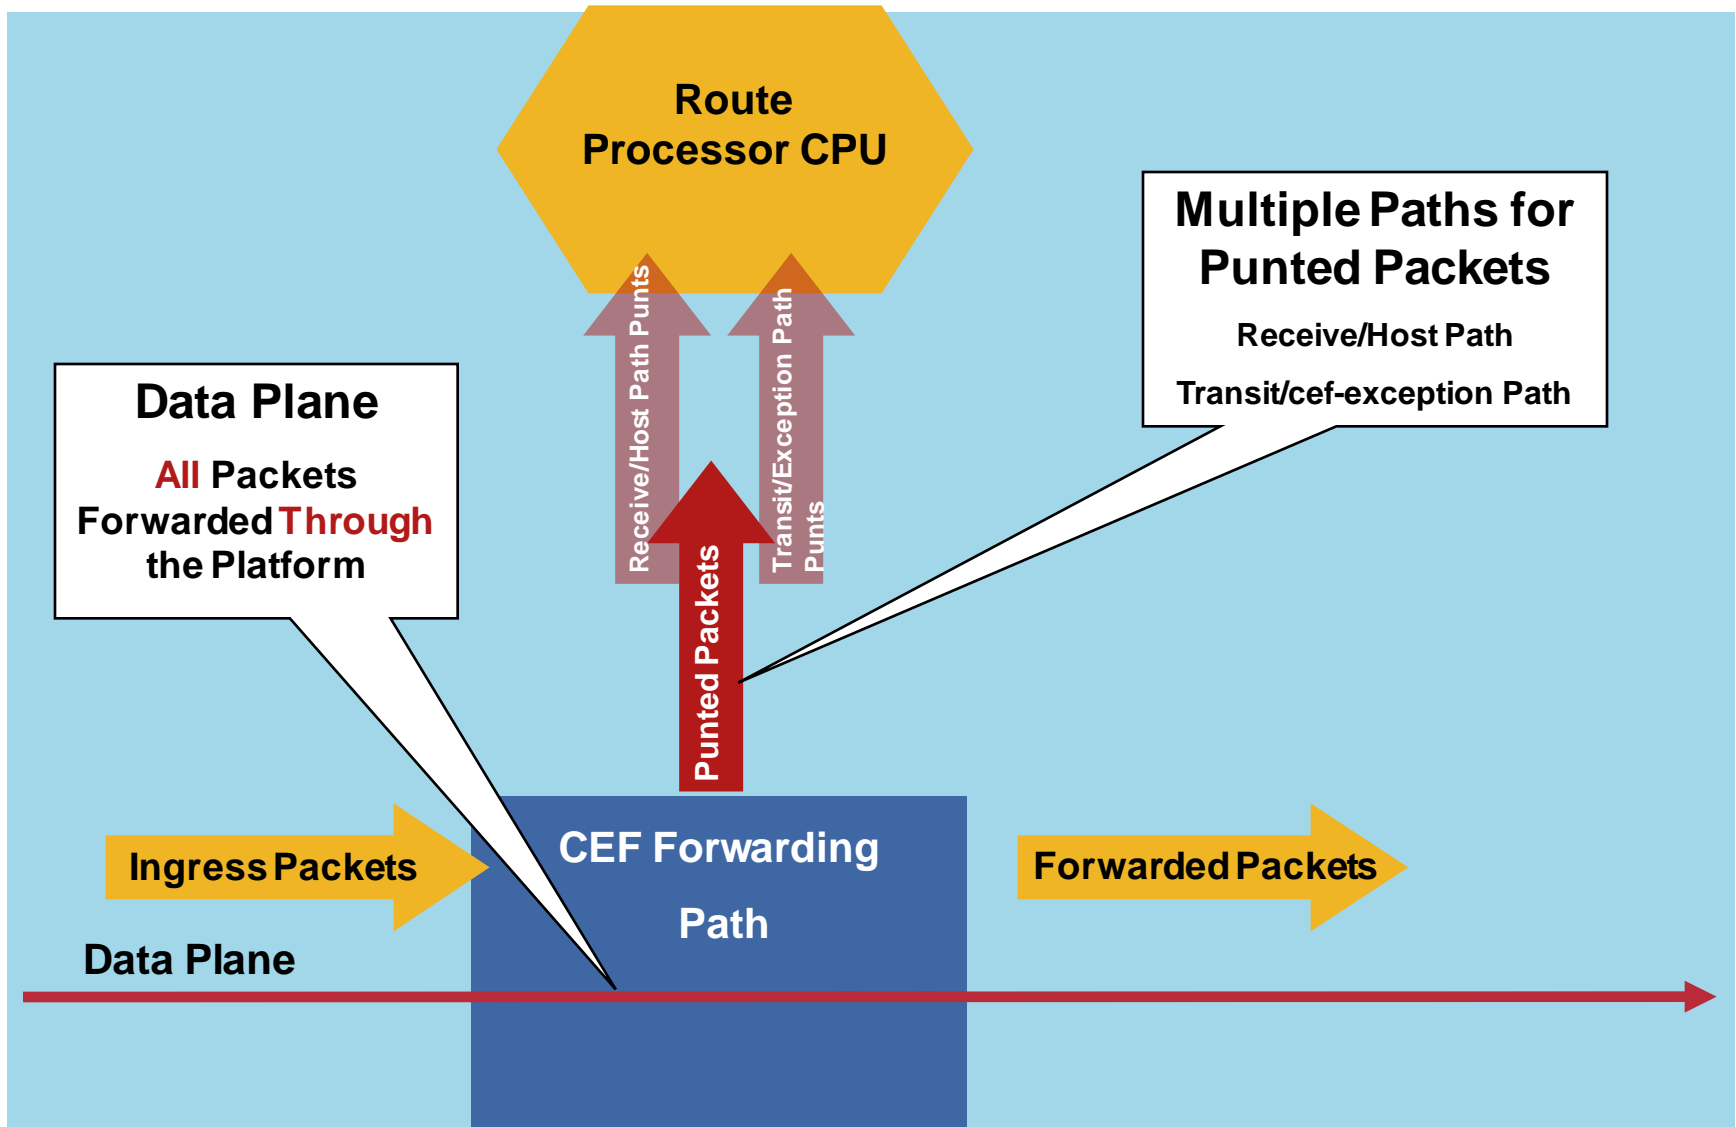 Route
Processor CPU
Multiple Paths for
Punted Packets
Receive/Host Path
Transit/cef-exception Path
Receive/Host Path Punts
Transit/Exception Path
Punts
Data Plane
All Packets
Forwarded Through
the Platform
Punted Packets
CEF Forwarding
Path
Ingress Packets
Forwarded Packets
Data Plane